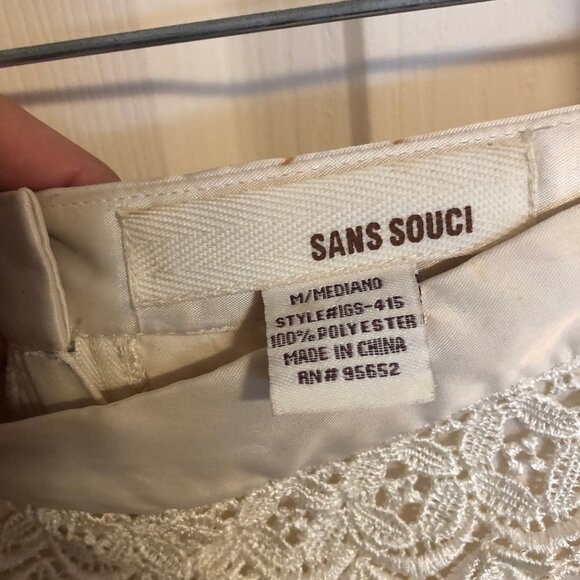 SANS SOUCI
M/MEDIANO
STYLE#IGS-415
100% POLYESTER
MADE IN CHINA
RN# 95652